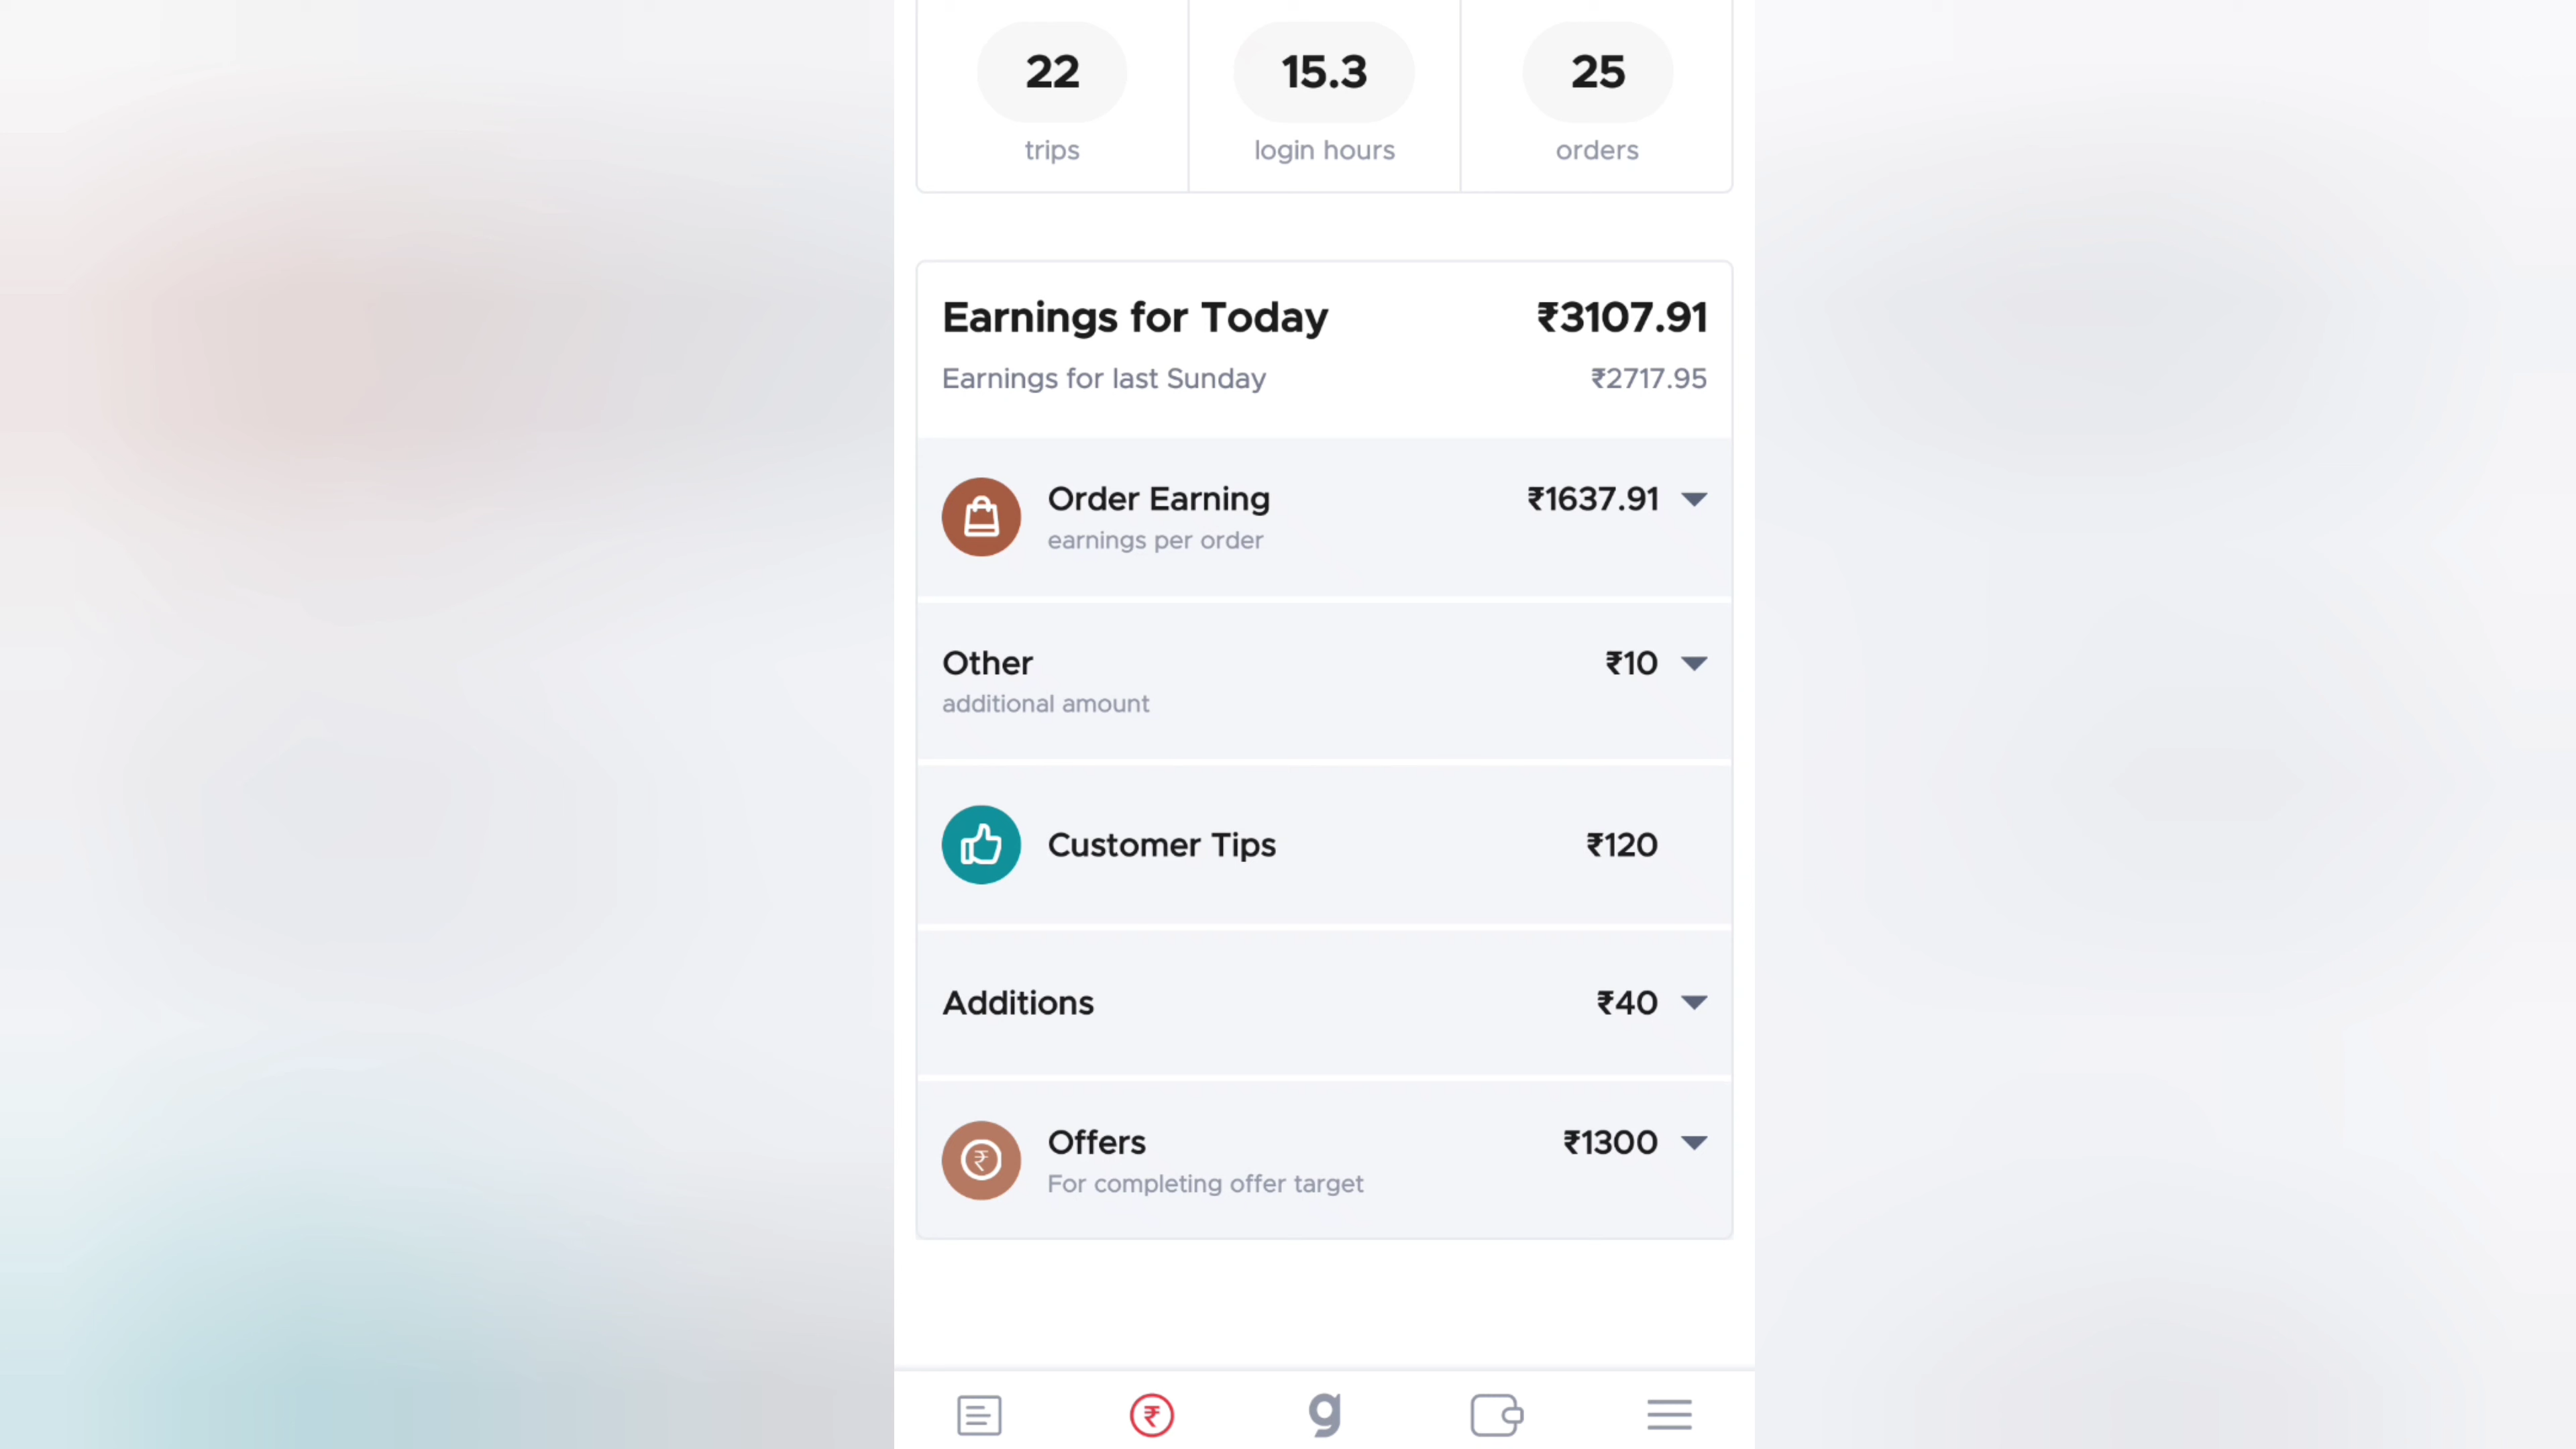 22
15.3
25
trips
login hours
orders
Earnings for Today
₹3107.91
Earnings for last Sunday
₹2717.95
Order Earning
₹1637.91
earnings per order
Other
₹10
additional amount
Customer Tips
₹120
Additions
₹40
Offers
₹1300
For completing offer target
₹
₹
g